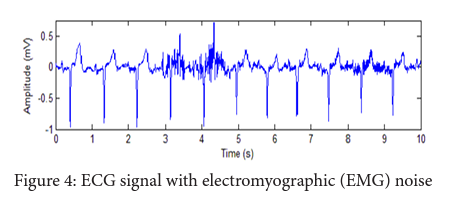 0.5
0
-0.5
-1
Amplitude (mV)
0 1 2 3 4 5 6 7 8 9 10
Time (s)
Figure 4: ECG signal with electromyographic (EMG) noise